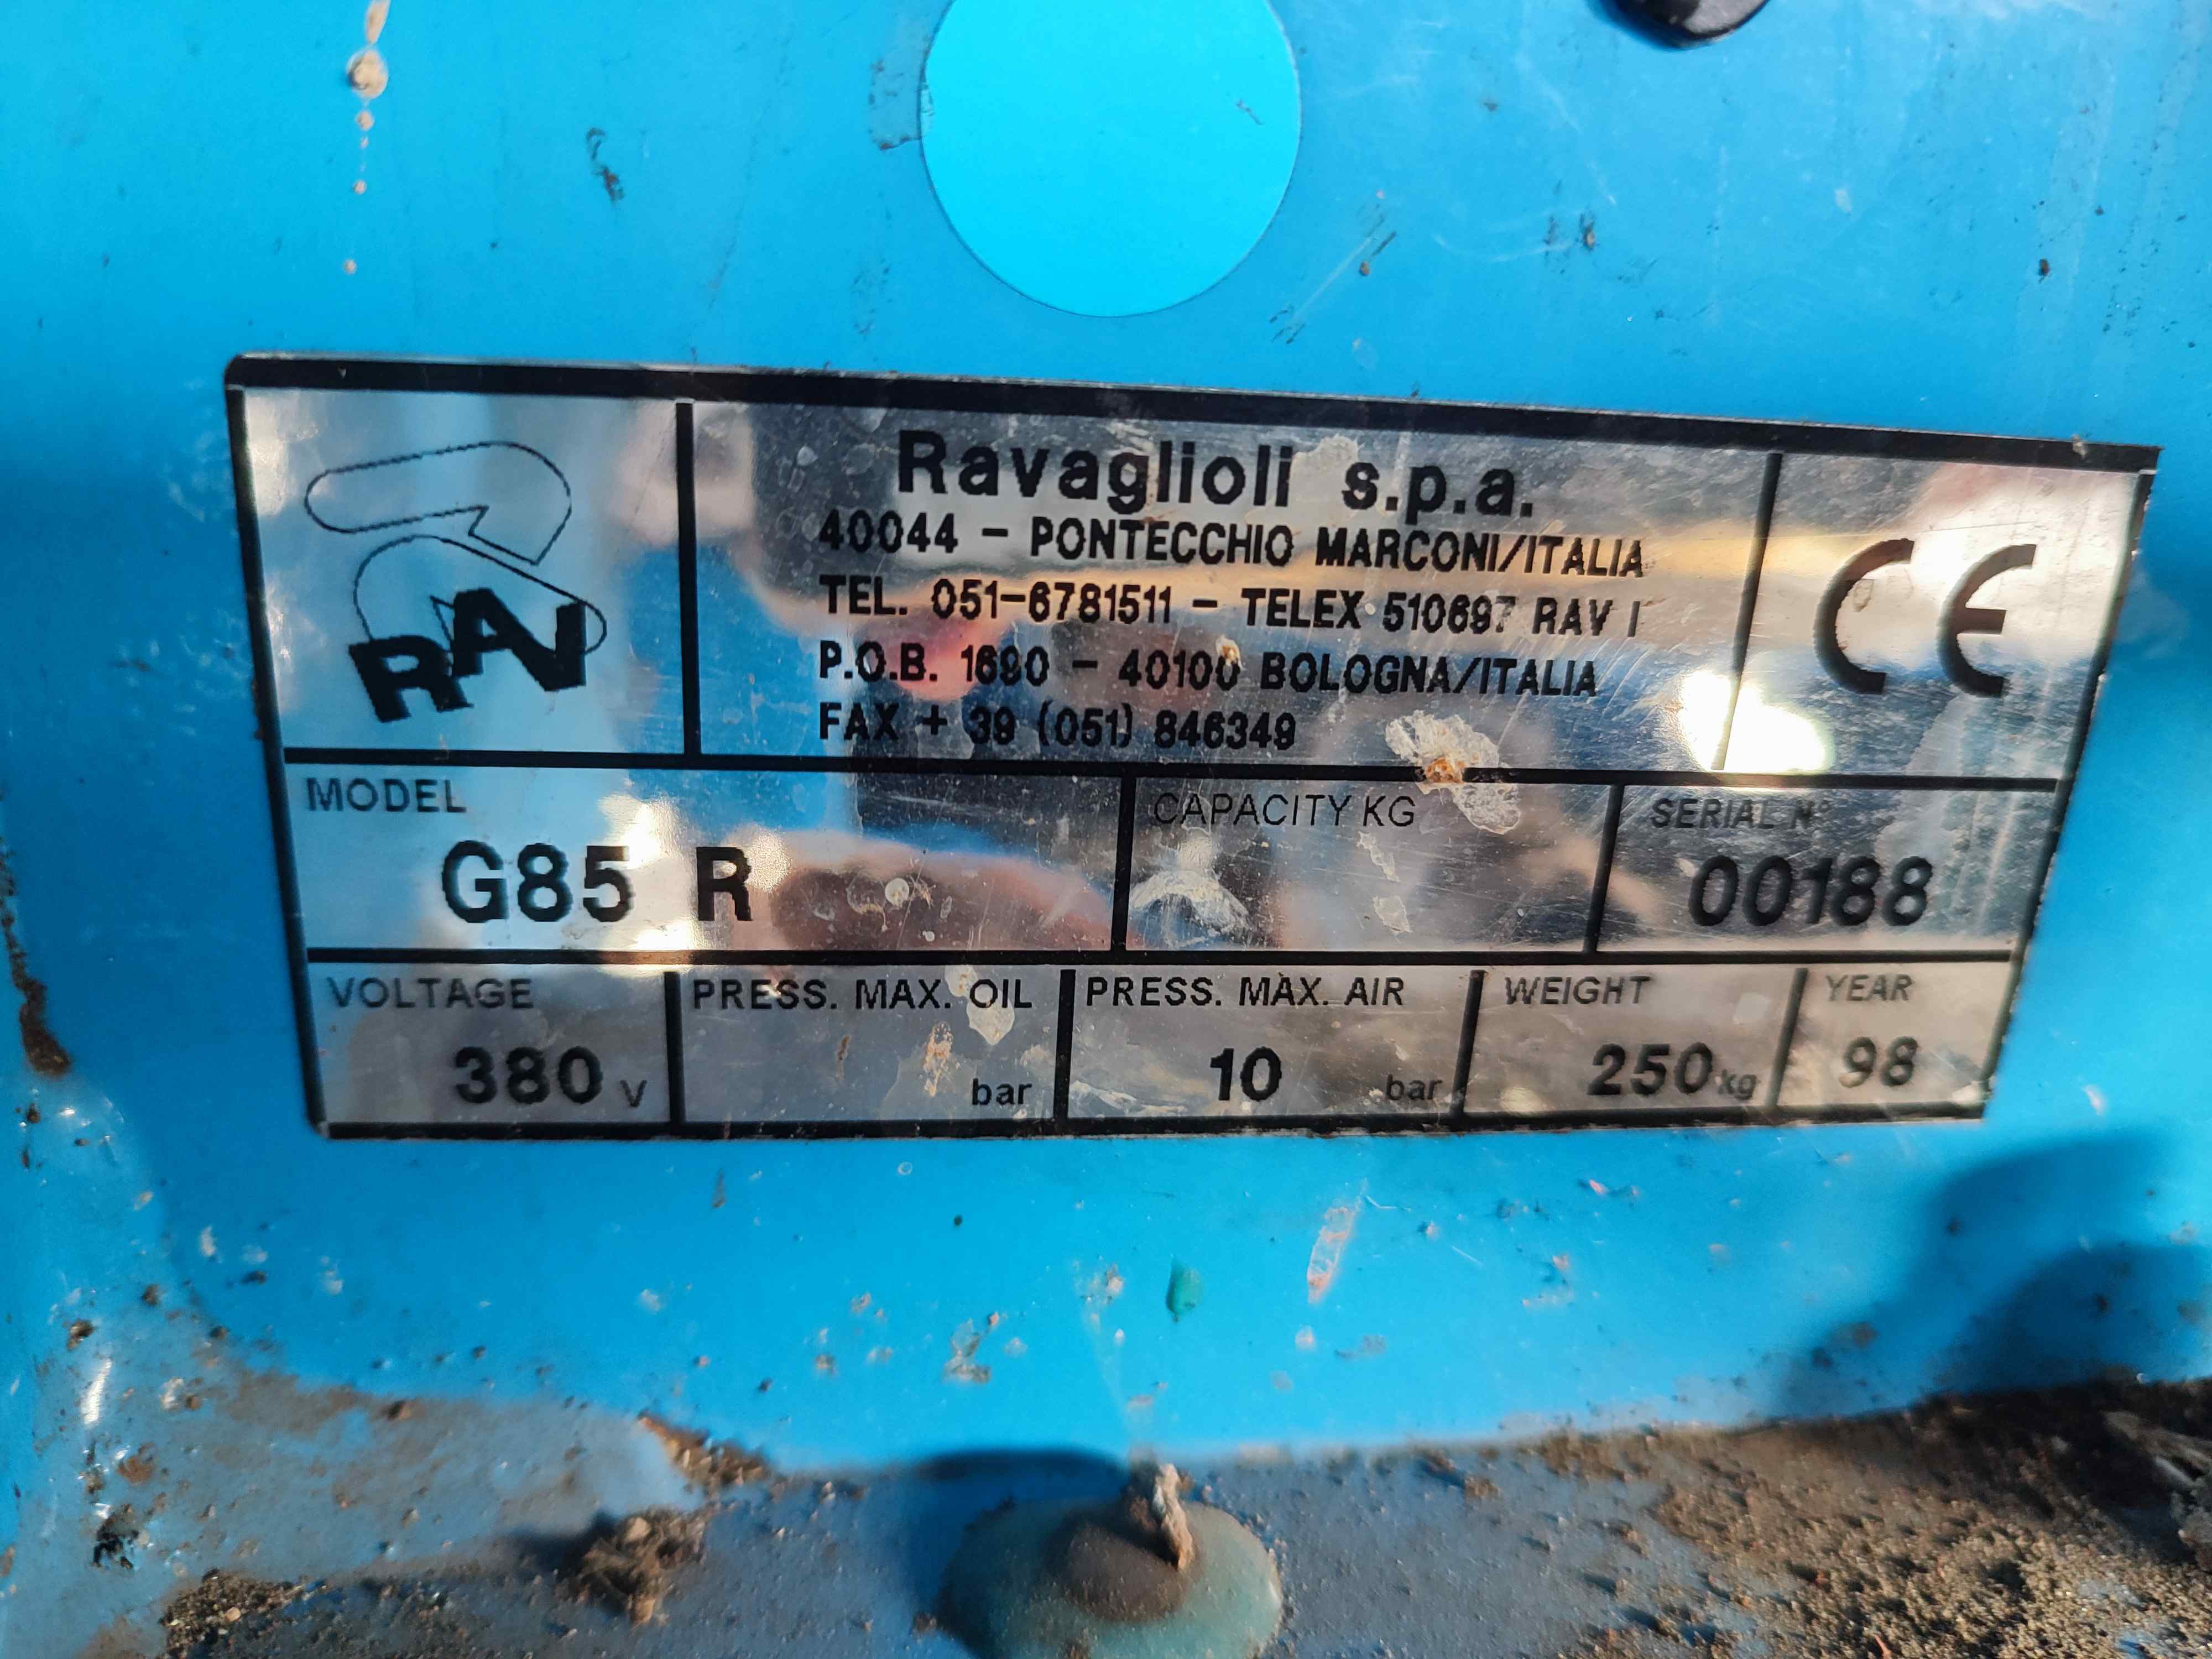 RAV
Ravaglioli s.p.a.
40044 - PONTECCHIO MARCONI/ITALIA
TEL. 051-6781511 - TELEX 510697 RAV I
P.O.B. 1690 - 40100 BOLOGNA/ITALIA
FAX + 39 (051) 846349
CE
MODEL
G85 R
CAPACITY KG
SERIAL N°
00188
VOLTAGE
380 V
PRESS. MAX. OIL
bar
PRESS. MAX. AIR
10 bar
WEIGHT
250 kg
YEAR
98